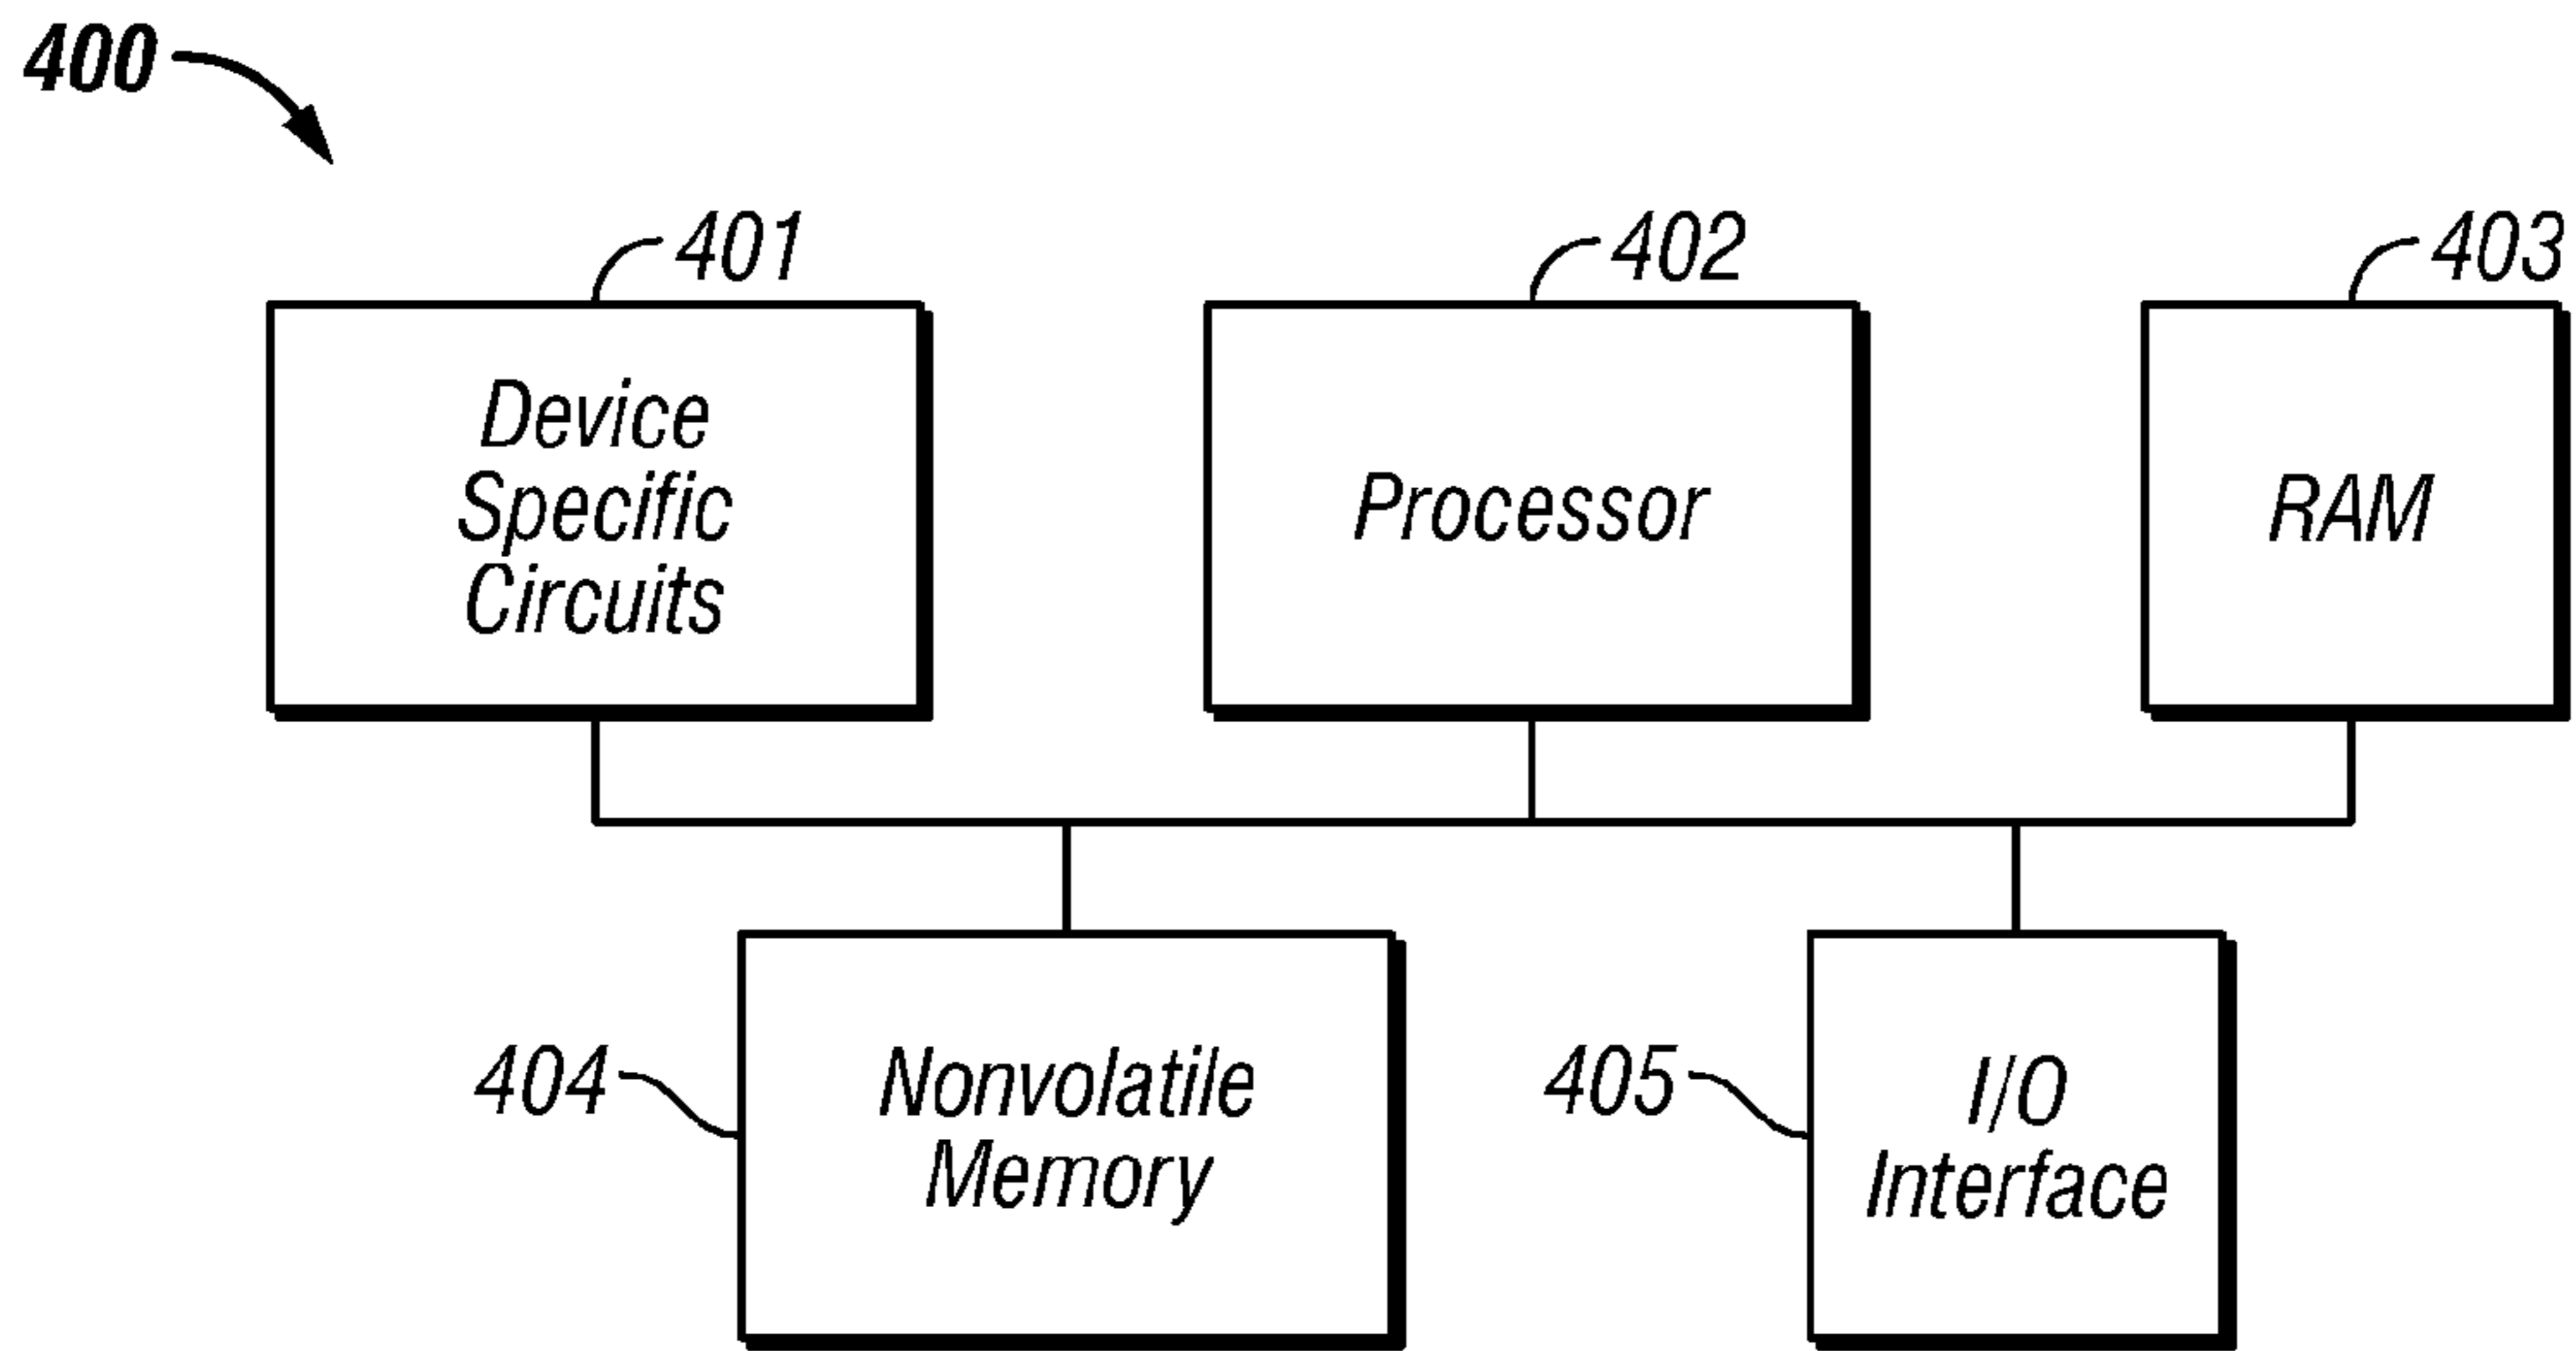 400
401
402
403
Device
Specific
Circuits
Processor
RAM
404
Nonvolatile
Memory
405
I/O
Interface